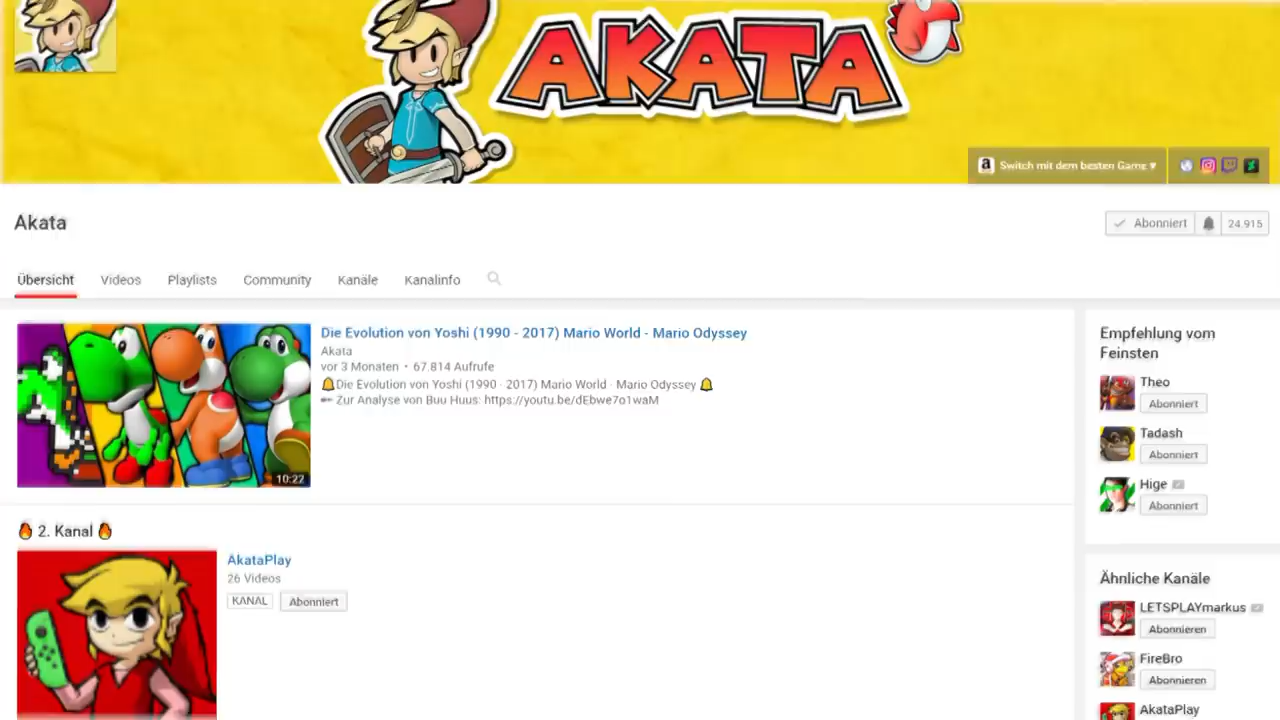 AKATA
Switch mit dem besten Game ♥
Akata
Abonniert
24.915
Übersicht
Videos
Playlists
Community
Kanäle
Kanalinfo
Die Evolution von Yoshi (1990 - 2017) Mario World - Mario Odyssey
Akata
vor 3 Monaten • 67.814 Aufrufe
🔔Die Evolution von Yoshi (1990 - 2017) Mario World - Mario Odyssey 🔔
Zur Analyse von Buu Huus: https://youtu.be/dEbwe7o1waM
10:22
🔥 2. Kanal 🔥
AkataPlay
26 Videos
KANAL
Abonniert
Empfehlung vom
Feinsten
Theo
Abonniert
Tadash
Abonniert
Hige
Abonniert
Ähnliche Kanäle
LETSPLAYmarkus
Abonnieren
FireBro
Abonnieren
AkataPlay